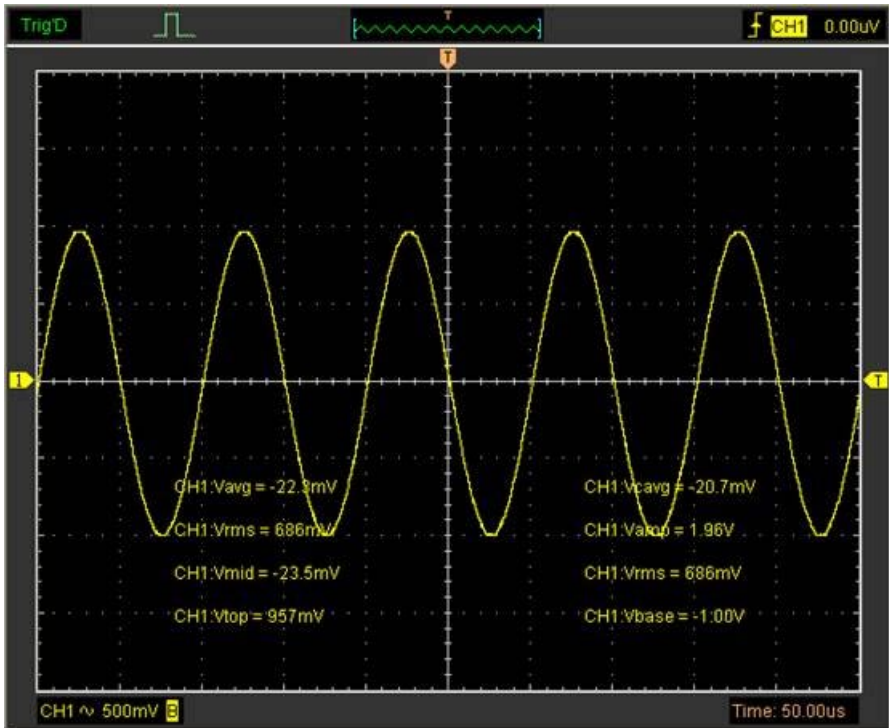 Trig'D T CH1 0.00uV
T
1 T
CH1:Vavg = -22.3mV CH1:Vcavg = -20.7mV
CH1:Vrms = 686mV CH1:Vamp = 1.96V
CH1:Vmid = -23.5mV CH1:Vrms = 686mV
CH1:Vtop = 957mV CH1:Vbase = -1.00V
CH1 ∿ 500mV B Time: 50.00us